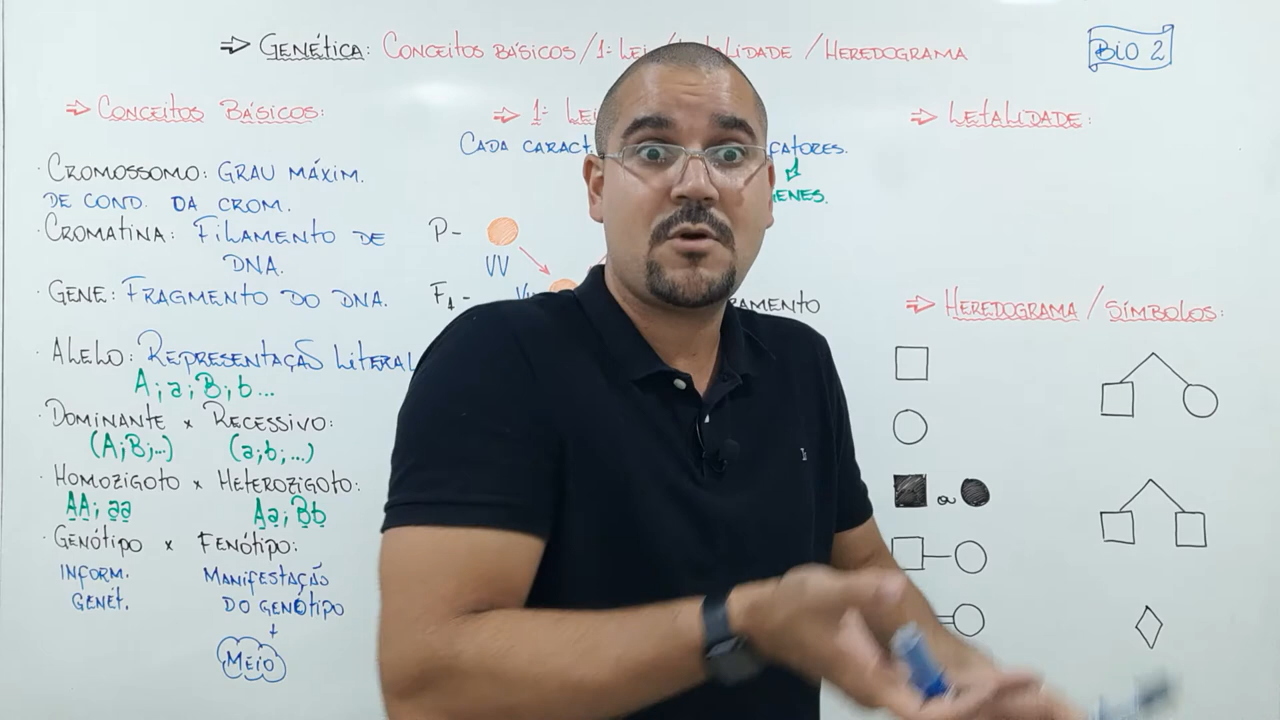 ⇒ GENÉTICA: CONCEITOS BÁSICOS / 1ª LEI / LETALIDADE / HEREDOGRAMA
BIO 2
⇒ CONCEITOS BÁSICOS:
· CROMOSSOMO: GRAU MÁXIM.
DE COND. DA CROM.
· CROMATINA: FILAMENTO DE
DNA.
· GENE: FRAGMENTO DO DNA.
· ALELO: REPRESENTAÇÃO LITERAL
A; a; B; b...
· DOMINANTE × RECESSIVO:
(A;B;...) (a;b;...)
· HOMOZIGOTO × HETEROZIGOTO:
AA; aa Aa; Bb
· GENÓTIPO × FENÓTIPO:
INFORM. MANIFESTAÇÃO
GENÉT. DO GENÓTIPO
+
MEIO
⇒ 1ª LEI
CADA CARACT. FATORES.
P-
VV
F1-
⇒ LETALIDADE:
⇒ HEREDOGRAMA / SÍMBOLOS:
ou